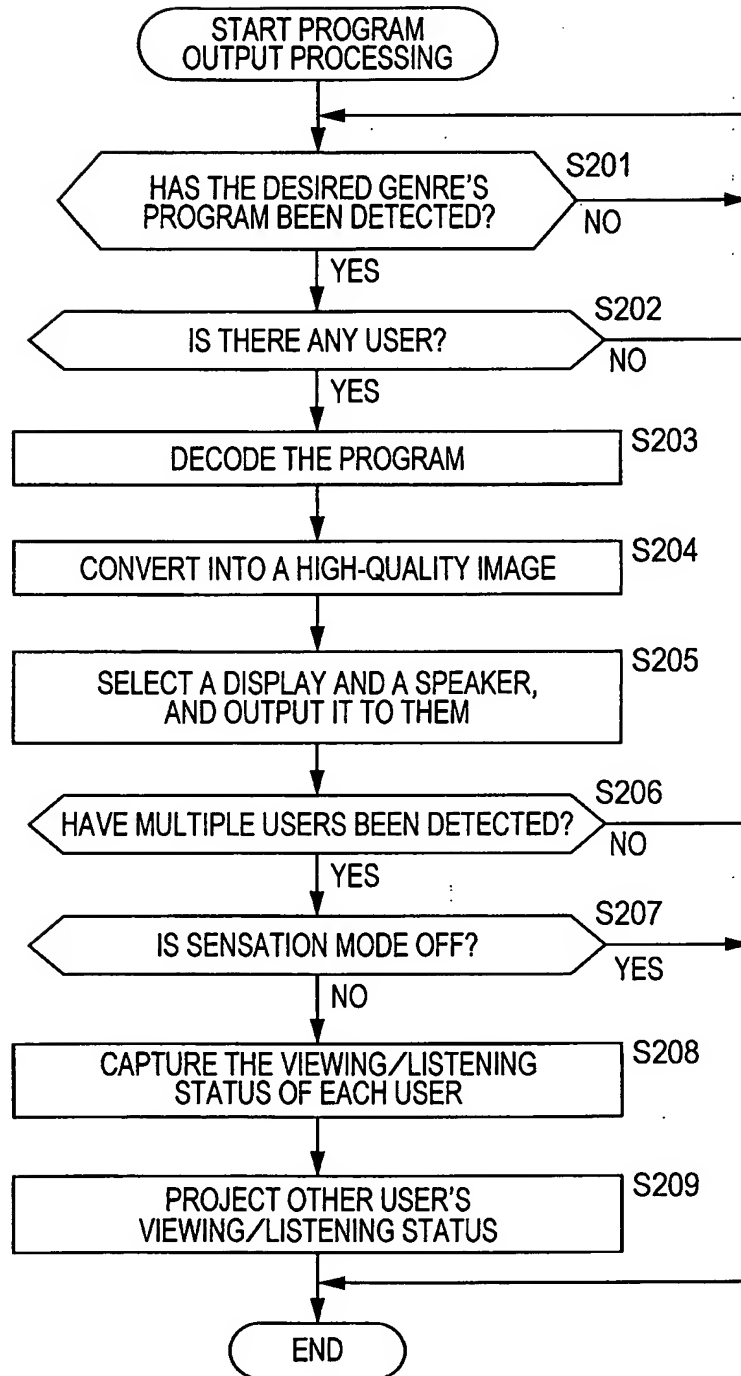 START PROGRAM
OUTPUT PROCESSING
S201
HAS THE DESIRED GENRE'S
PROGRAM BEEN DETECTED?
NO
YES
S202
IS THERE ANY USER?
NO
YES
S203
DECODE THE PROGRAM
S204
CONVERT INTO A HIGH-QUALITY IMAGE
S205
SELECT A DISPLAY AND A SPEAKER,
AND OUTPUT IT TO THEM
S206
HAVE MULTIPLE USERS BEEN DETECTED?
NO
YES
S207
IS SENSATION MODE OFF?
YES
NO
S208
CAPTURE THE VIEWING/LISTENING
STATUS OF EACH USER
S209
PROJECT OTHER USER'S
VIEWING/LISTENING STATUS
END